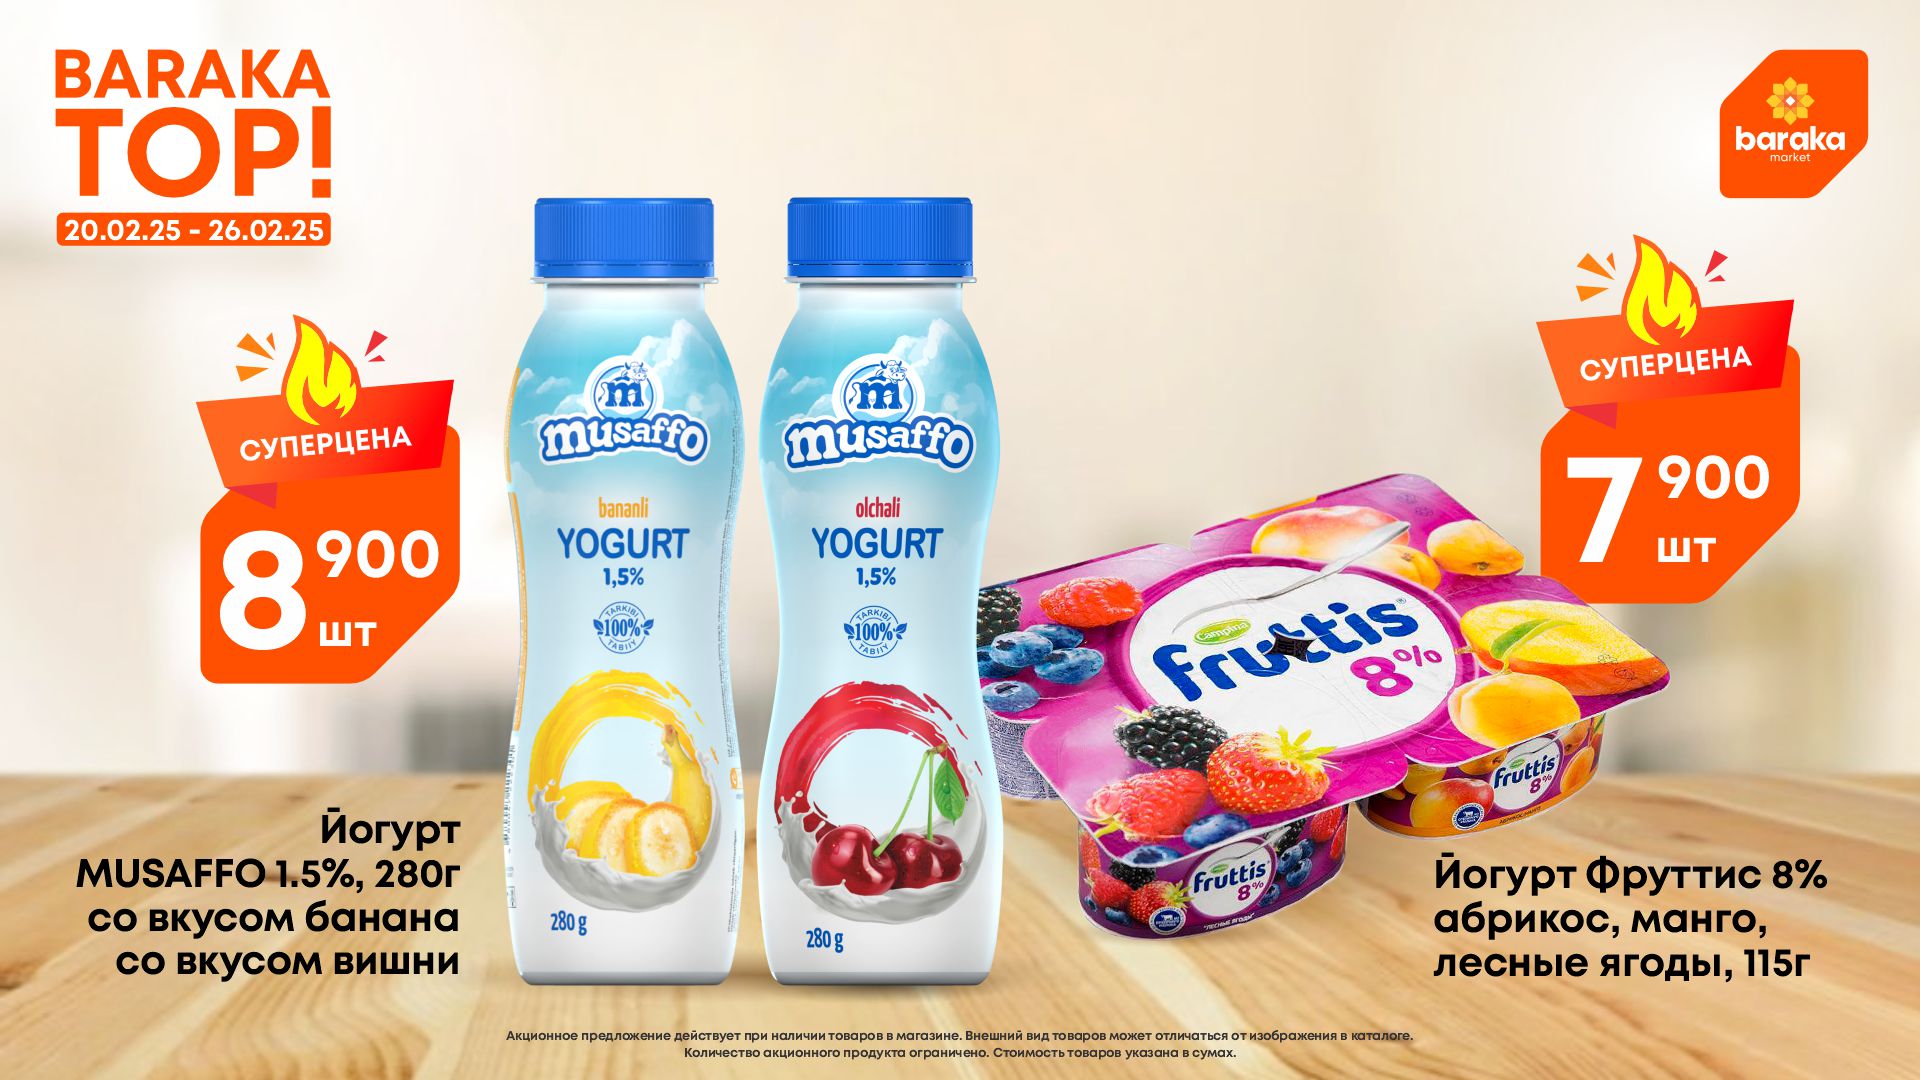 BARAKA
TOP!
20.02.25 - 26.02.25
baraka
market
СУПЕРЦЕНА
8 900
шт
СУПЕРЦЕНА
7 900
шт
musaffo
bananli
YOGURT
1,5%
TARKIBI
100%
TABIIY
280 g
musaffo
olchali
YOGURT
1,5%
TARKIBI
100%
TABIIY
280 g
Campina
fruttis®
8%
fruttis
8%
АБРИКОС, МАНГО
fruttis
8%
"ЛЕСНЫЕ ЯГОДЫ"
Йогурт
MUSAFFO 1.5%, 280г
со вкусом банана
со вкусом вишни
Йогурт Фруттис 8%
абрикос, манго,
лесные ягоды, 115г
Акционное предложение действует при наличии товаров в магазине. Внешний вид товаров может отличаться от изображения в каталоге.
Количество акционного продукта ограничено. Стоимость товаров указана в сумах.